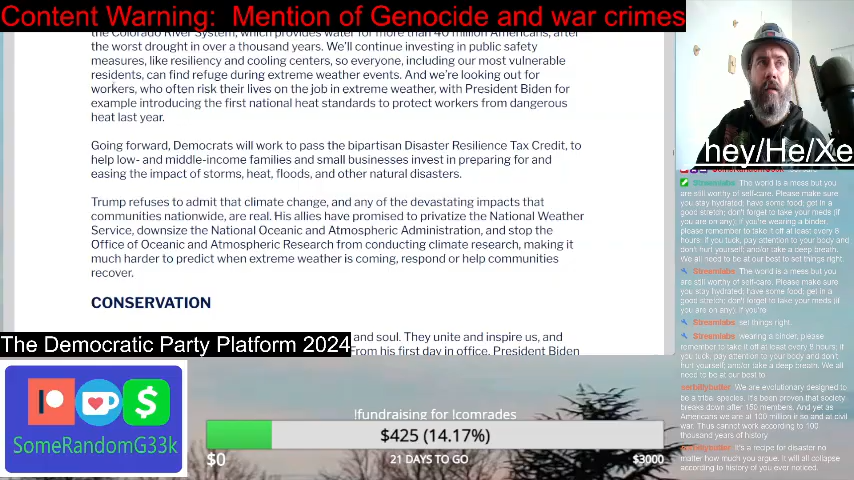 Content Warning: Mention of Genocide and war crimes
the Colorado River System, which provides water for more than 40 million Americans, after
the worst drought in over a thousand years. We'll continue investing in public safety
measures, like resiliency and cooling centers, so everyone, including our most vulnerable
residents, can find refuge during extreme weather events. And we're looking out for
workers, who often risk their lives on the job in extreme weather, with President Biden for
example introducing the first national heat standards to protect workers from dangerous
heat last year.
Going forward, Democrats will work to pass the bipartisan Disaster Resilience Tax Credit, to
help low- and middle-income families and small businesses invest in preparing for and
easing the impact of storms, heat, floods, and other natural disasters.
Trump refuses to admit that climate change, and any of the devastating impacts that
communities nationwide, are real. His allies have promised to privatize the National Weather
Service, downsize the National Oceanic and Atmospheric Administration, and stop the
Office of Oceanic and Atmospheric Research from conducting climate research, making it
much harder to predict when extreme weather is coming, respond or help communities
recover.
CONSERVATION
and soul. They unite and inspire us, and
From his first day in office, President Biden
The Democratic Party Platform 2024
SomeRandomG33k
!fundraising for !comrades
$425 (14.17%)
$0
21 DAYS TO GO
$3000
hey/He/Xe
Streamlabs: The world is a mess but you
are still worthy of self-care. Please make sure
you stay hydrated; have some food; get in a
good stretch; don't forget to take your meds (if
you are on any); if you're wearing a binder,
please remember to take it off at least every 8
hours; if you tuck, pay attention to your body and
don't hurt yourself; and/or take a deep breath.
We all need to be at our best to set things right.
Streamlabs: The world is a mess but you
are still worthy of self-care. Please make sure
you stay hydrated; have some food; get in a
good stretch; don't forget to take your meds (if
you are on any); if you're
Streamlabs: set things right.
Streamlabs: wearing a binder, please
remember to take it off at least every 8 hours; if
you tuck, pay attention to your body and don't
hurt yourself; and/or take a deep breath. We all
need to be at our best to
We are evolutionary designed to
be a tribal species. It's been proven that society
breaks down after 150 members. And yet as
Americans we are at 100 million or so and at civil
war. Thus cannot work according to 100
thousand years of history
It's a recipe for disaster no
matter how much you argue. It will all collapse
according to history of you ever noticed.